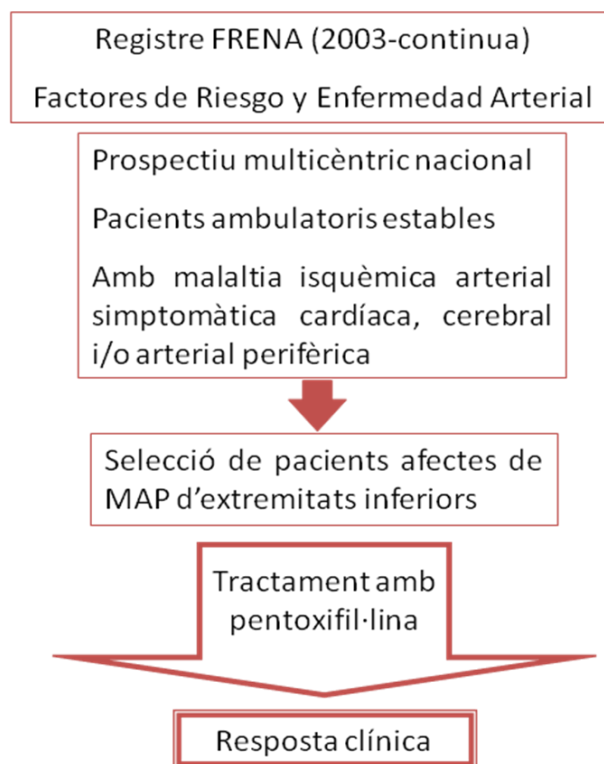 Registre FRENA (2003-continua)
Factores de Riesgo y Enfermedad Arterial
Prospectiu multicèntric nacional
Pacients ambulatoris estables
Amb malaltia isquèmica arterial
simptomàtica cardíaca, cerebral
i/o arterial perifèrica
Selecció de pacients afectes de
MAP d’extremitats inferiors
Tractament amb
pentoxifil·lina
Resposta clínica